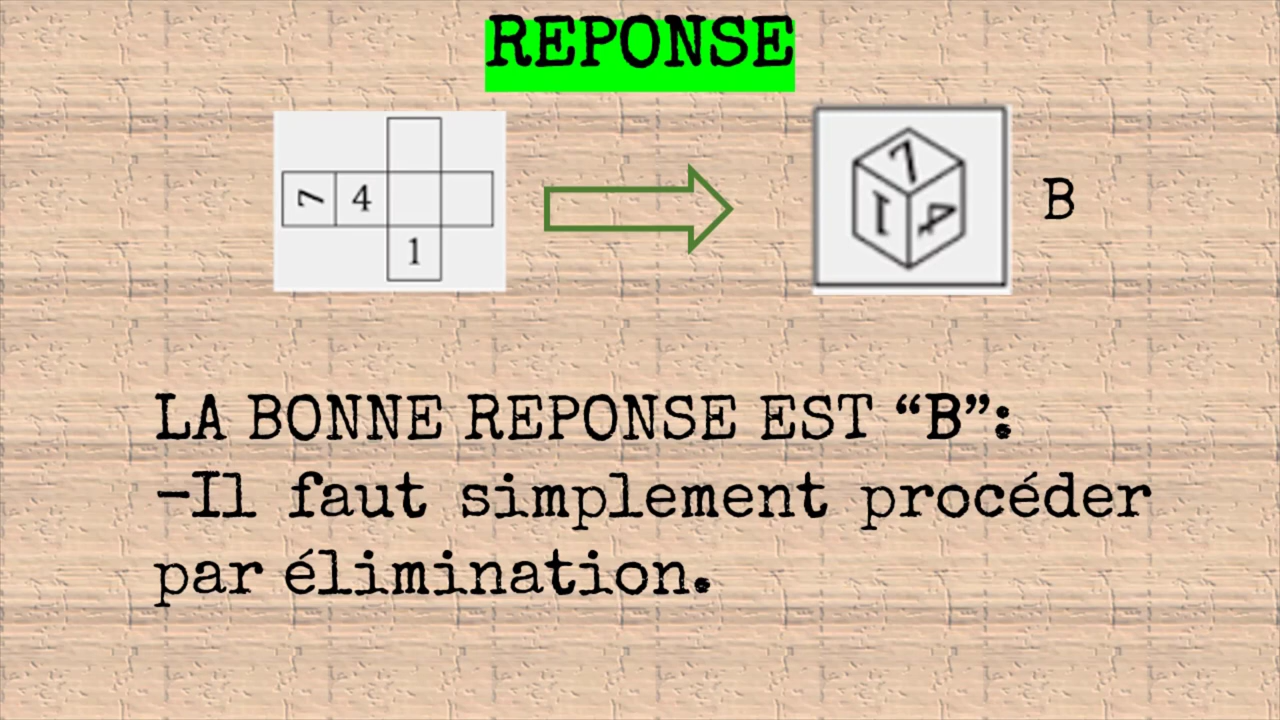 REPONSE
7 4
1
7
1 4
B
LA BONNE REPONSE EST “B”:
-Il faut simplement procéder
par élimination.